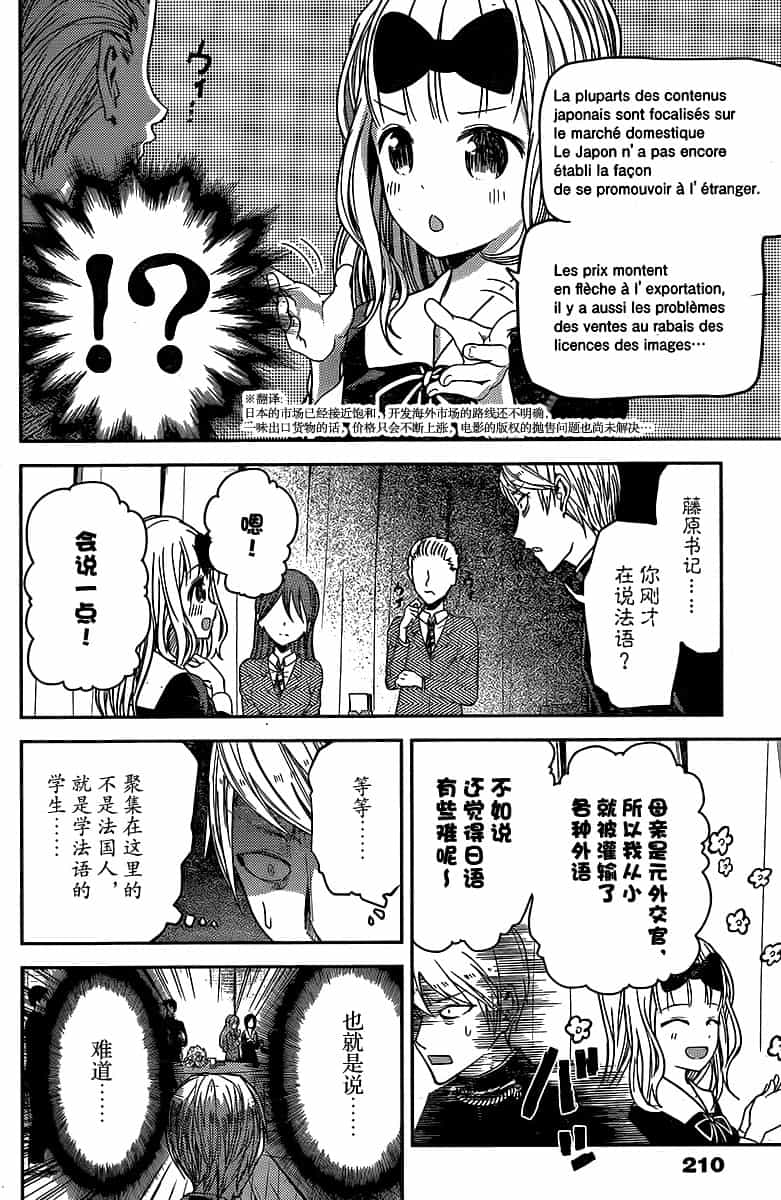 La pluparts des contenus
japonais sont focalisés sur
le marché domestique
Le Japon n'a pas encore
établi la façon
de se promouvoir à l'étranger.
Les prix montent
en flèche à l'exportation,
il y a aussi les problèmes
des ventes au rabais des
licences des images…
ウィ…
!?
※翻译:
日本的市场已经接近饱和，开发海外市场的路线还不明确，
一味出口货物的话，价格只会不断上涨，电影的版权的抛售问题也尚未解决…
藤原书记……
你刚才
在说法语？
嗯！
会说一点！
ウィ
母亲是元外交官，
所以我从小
就被灌输了
各种外语
不如说
还觉得日语
有些难呢～
等等……
聚集在这里的
不是法国人，
就是学法语的
学生……
也就是说……
难道……
210